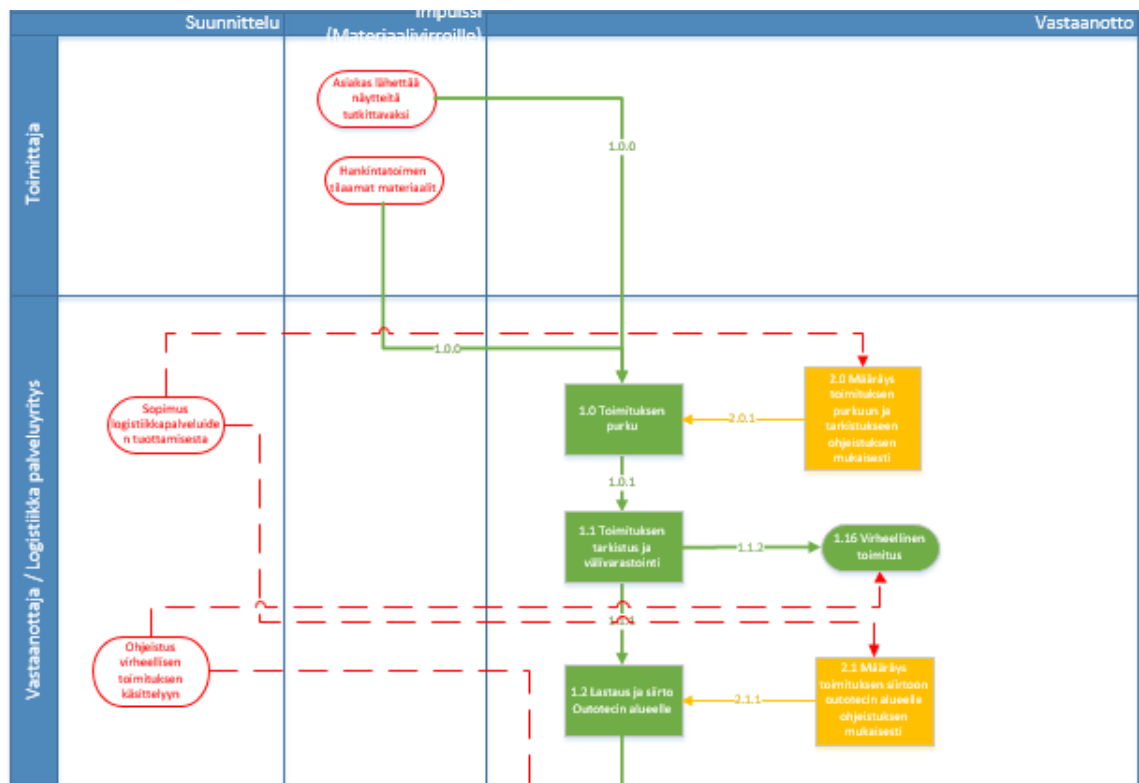 Suunnittelu
Impulssi
(Materiaalivirroille)
Vastaanotto
Toimittaja
Asiakas lähettää
näytteitä
tutkittavaksi
1.0.0
Hankintatoimen
tilaamat materiaalit
Vastaanottaja / Logistiikka palveluyritys
1.0.0
Sopimus
logistiikkapalveluide
n tuottamisesta
1.0 Toimituksen
purku
2.0.1
2.0 Määräys
toimituksen
purkuun ja
tarkistukseen
ohjeistuksen
mukaisesti
1.0.1
1.1 Toimituksen
tarkistus ja
välivarastointi
1.1.2
1.16 Virheellinen
toimitus
1.1.1
Ohjeistus
virheellisen
toimituksen
käsittelyyn
1.2 Lastaus ja siirto
Outotecin alueelle
2.1.1
2.1 Määräys
toimituksen siirtoon
outotecin alueelle
ohjeistuksen
mukaisesti